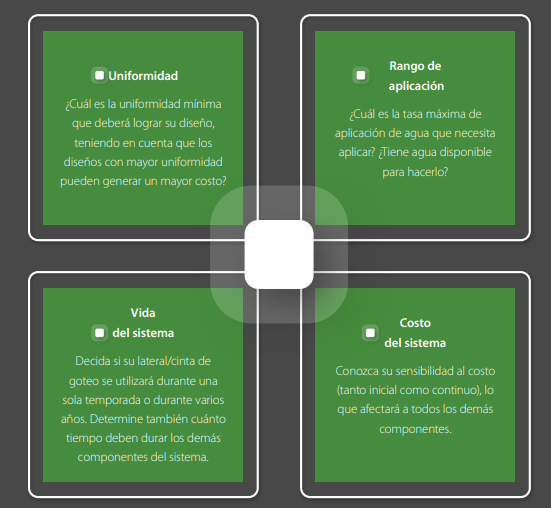 Uniformidad
¿Cuál es la uniformidad mínima
que deberá lograr su diseño,
teniendo en cuenta que los
diseños con mayor uniformidad
pueden generar un mayor costo?
Rango de
aplicación
¿Cuál es la tasa máxima de
aplicación de agua que necesita
aplicar? ¿Tiene agua disponible
para hacerlo?
Vida
del sistema
Decida si su lateral/cinta de
goteo se utilizará durante una
sola temporada o durante varios
años. Determine también cuánto
tiempo deben durar los demás
componentes del sistema.
Costo
del sistema
Conozca su sensibilidad al costo
(tanto inicial como continuo), lo
que afectará a todos los demás
componentes.